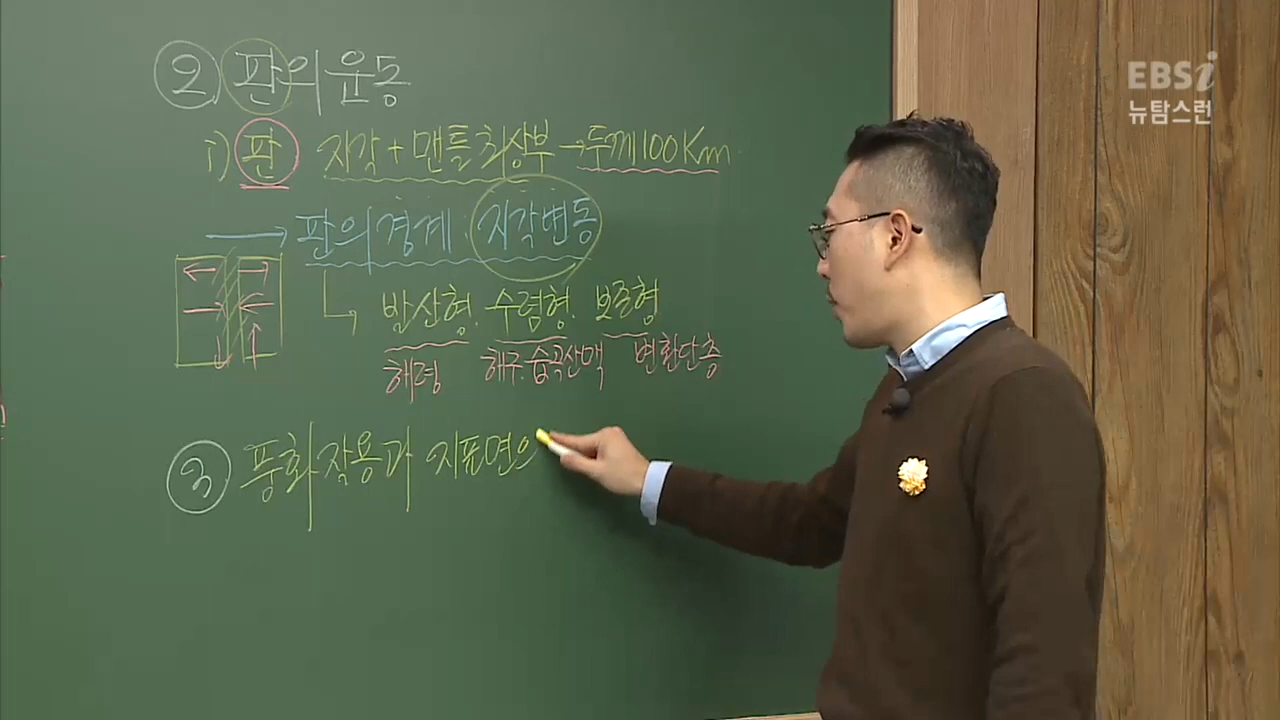 2) 판의 운동
i) 판 지각 + 맨틀 최상부 → 두께 100Km
→ 판의 경계. 지각변동
↳ 발산형. 수렴형. 보존형
해령 해구. 습곡산맥 변환단층
③ 풍화작용과 지표면의
EBSi
뉴탐스런